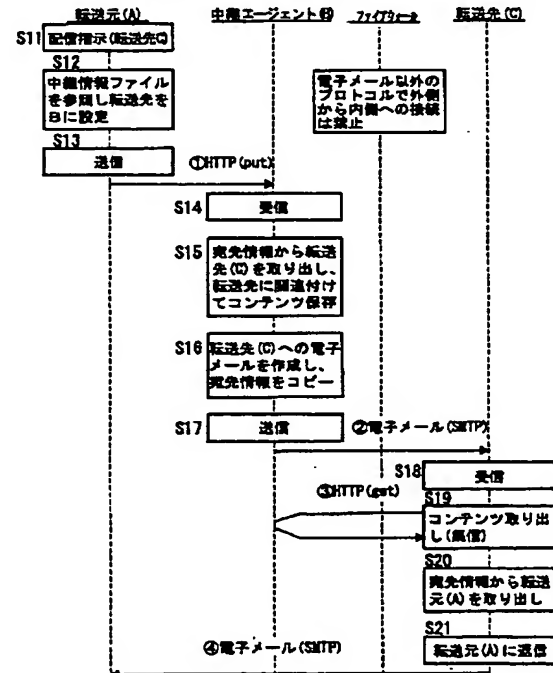 転送元(A)
中継エージェント(B)
ファイアウォール
転送先(C)
S11 配信指示(転送先C)
S12
中継情報ファイル
を参照し転送先を
Bに設定
電子メール以外の
プロトコルで外側
から内側への接続
は禁止
S13
送信
①HTTP(put)
S14 受信
S15 宛先情報から転送
先(C)を取り出し、
転送先に関連付け
てコンテンツ保存
S16 転送先(C)への電子
メールを作成し、
宛先情報をコピー
S17 送信
②電子メール(SMTP)
S18 受信
③HTTP(get)
S19
コンテンツ取り出
し(集信)
S20
宛先情報から転送
元(A)を取り出し
S21
転送元(A)に返信
④電子メール(SMTP)